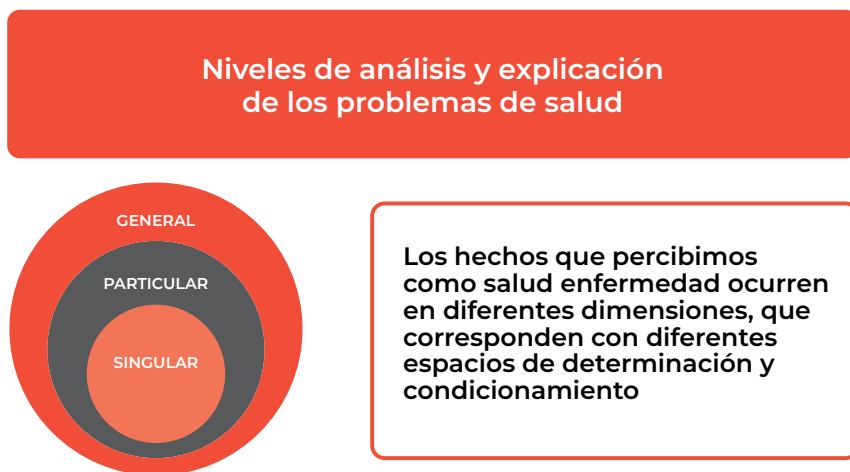 Niveles de análisis y explicación
de los problemas de salud
GENERAL
PARTICULAR
SINGULAR
Los hechos que percibimos
como salud enfermedad ocurren
en diferentes dimensiones, que
corresponden con diferentes
espacios de determinación y
condicionamiento